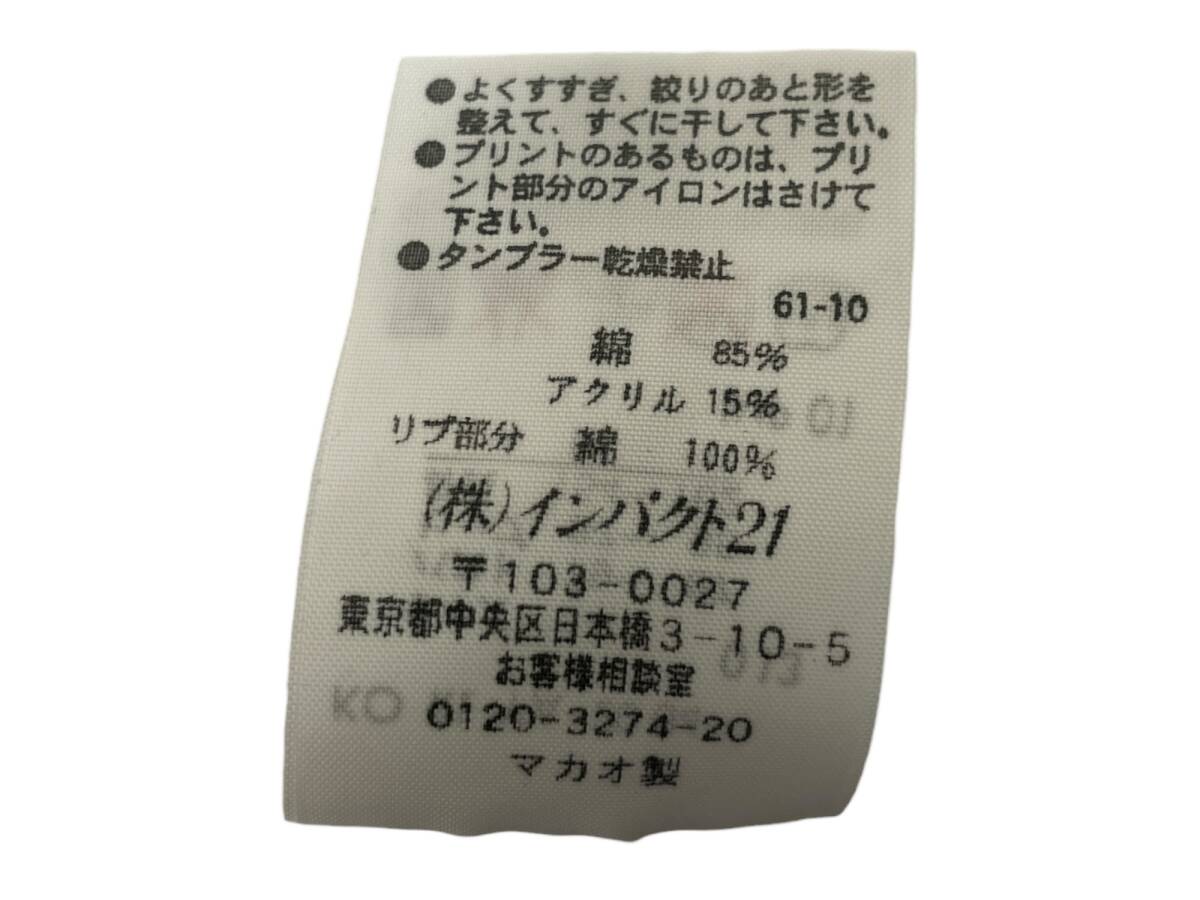 ●よくすすぎ、絞りのあと形を
整えて、すぐに干して下さい。
●プリントのあるものは、プリ
ント部分のアイロンはさけて
下さい。
●タンブラー乾燥禁止
61-10
綿 85%
アクリル 15%
リブ部分 綿 100%
(株)インパクト21
〒103-0027
東京都中央区日本橋3-10-5
お客様相談室
0120-3274-20
マカオ製